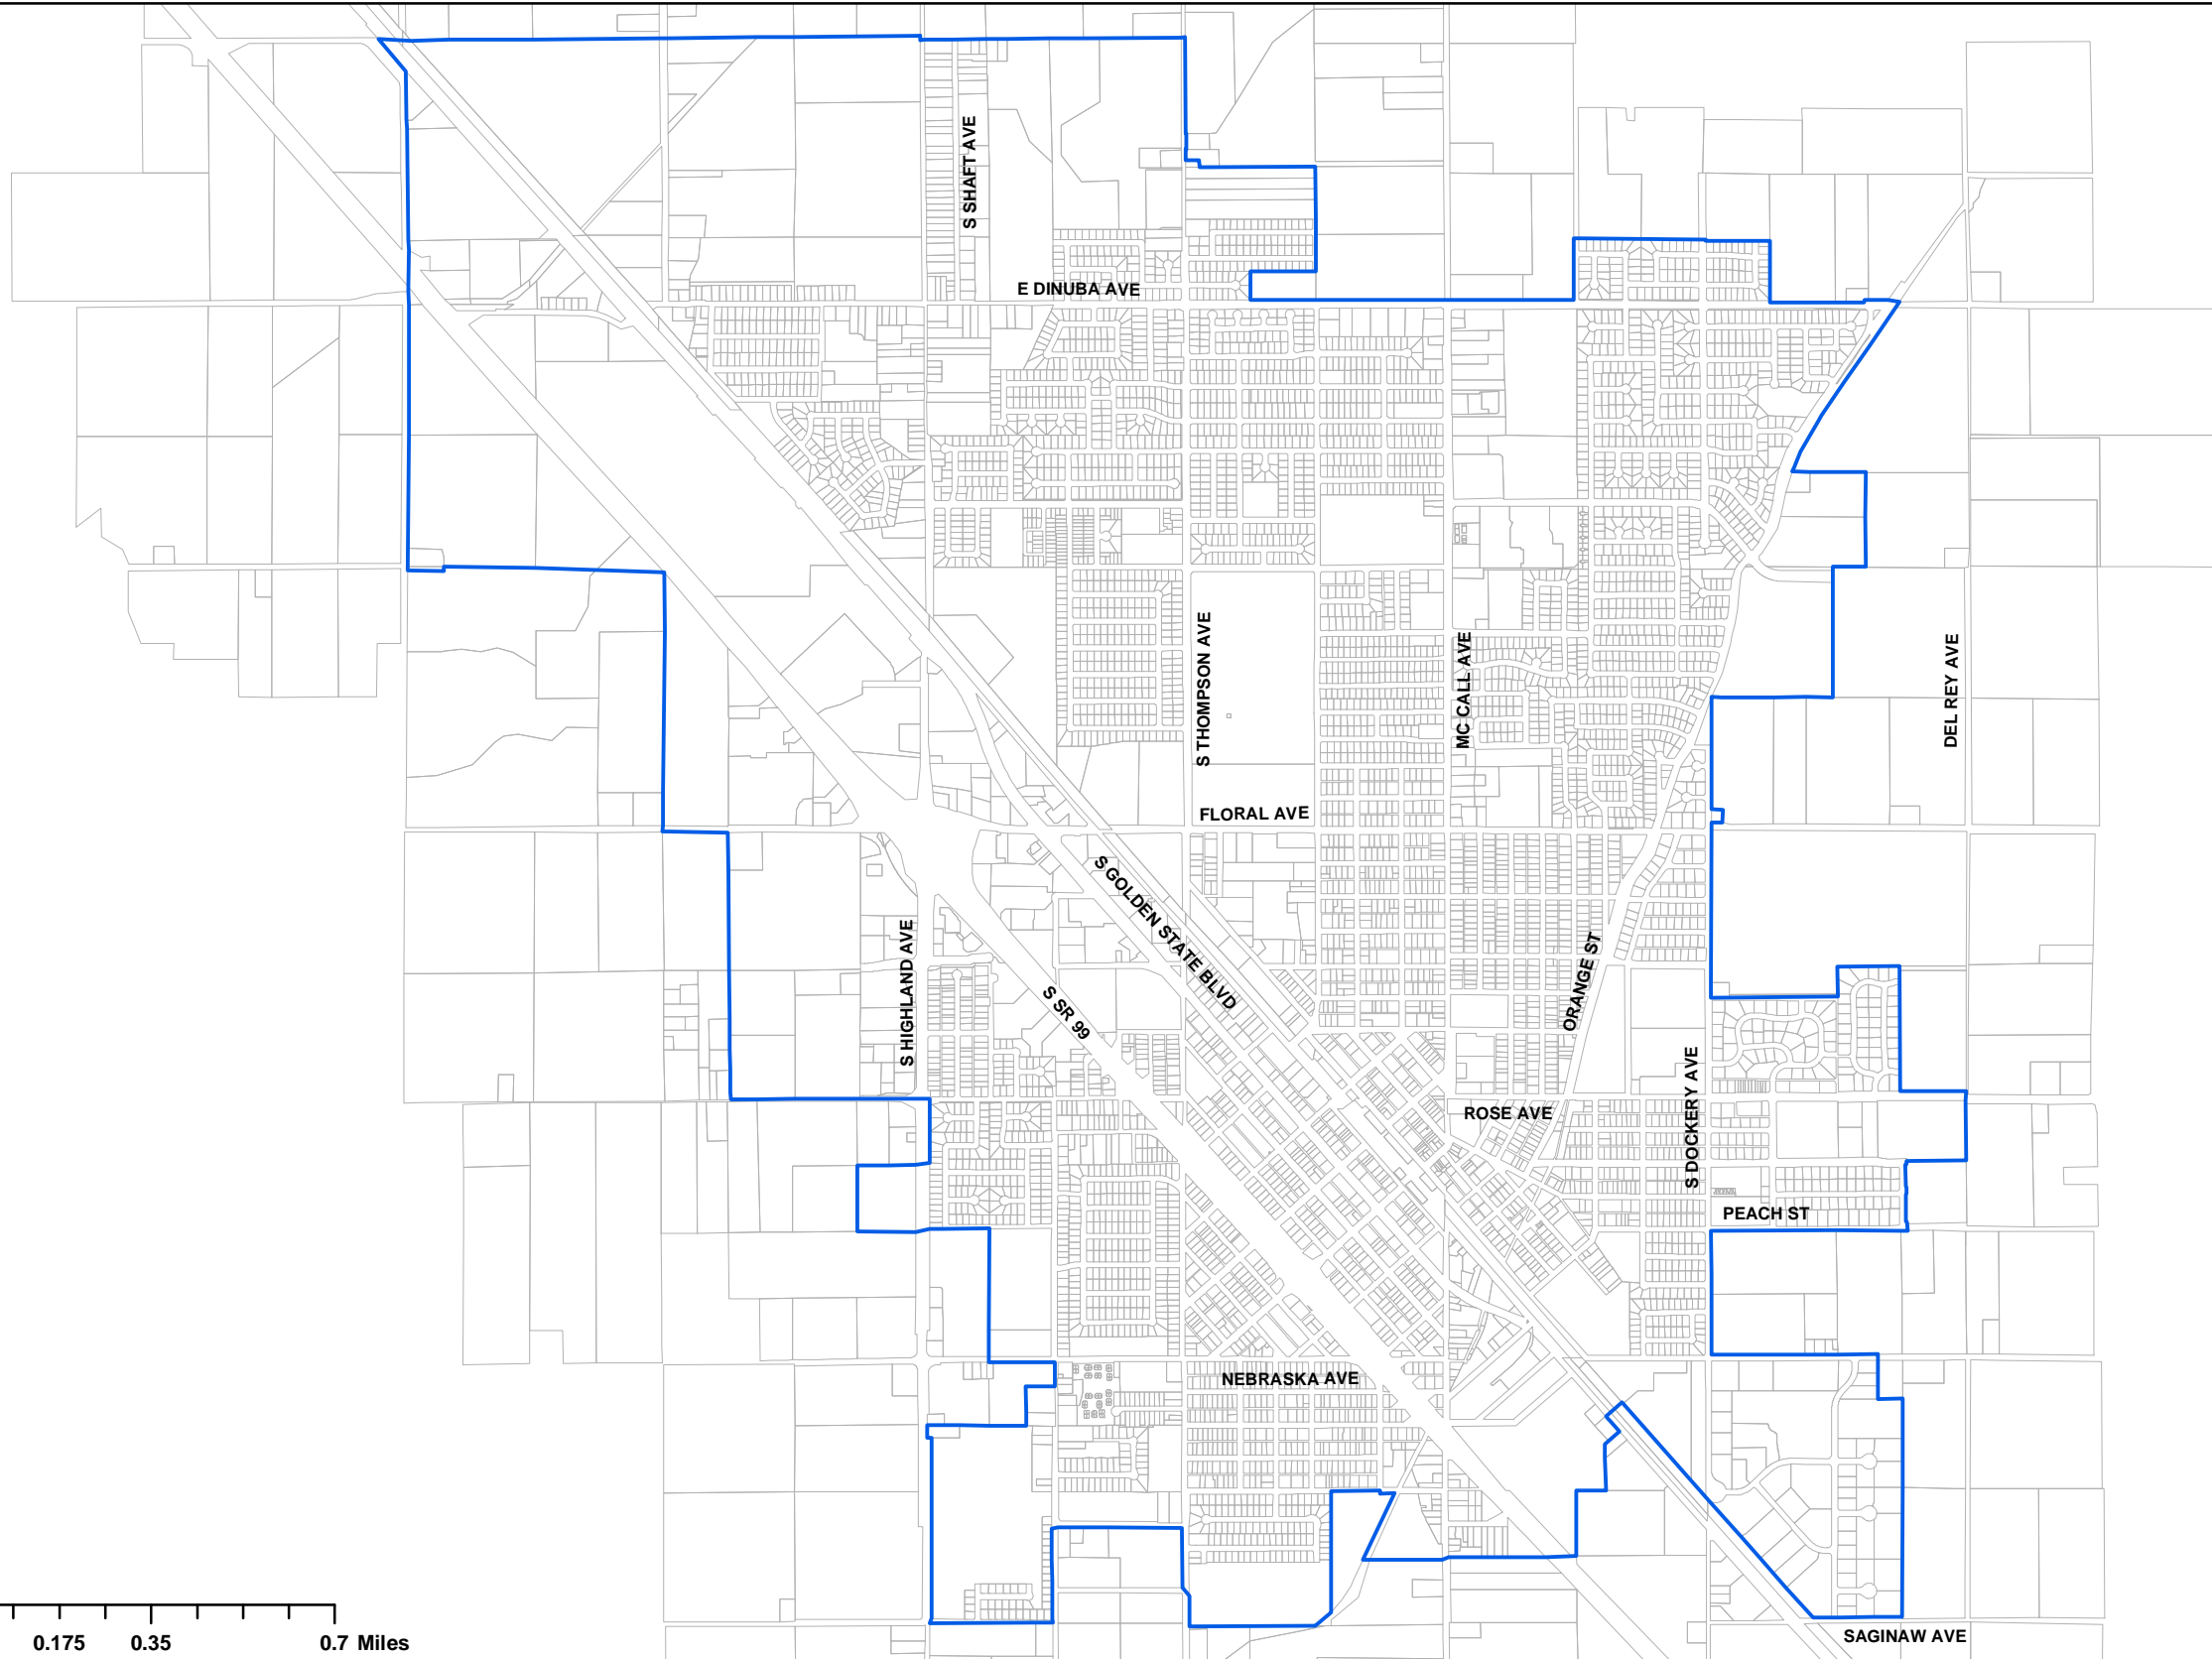 S SHAFT AVE
E DINUBA AVE
S THOMPSON AVE
MC CALL AVE
DEL REY AVE
FLORAL AVE
S GOLDEN STATE BLVD
S HIGHLAND AVE
S SR 99
ORANGE ST
S DOCKERY AVE
ROSE AVE
PEACH ST
NEBRASKA AVE
SAGINAW AVE
0.175 0.35 0.7 Miles